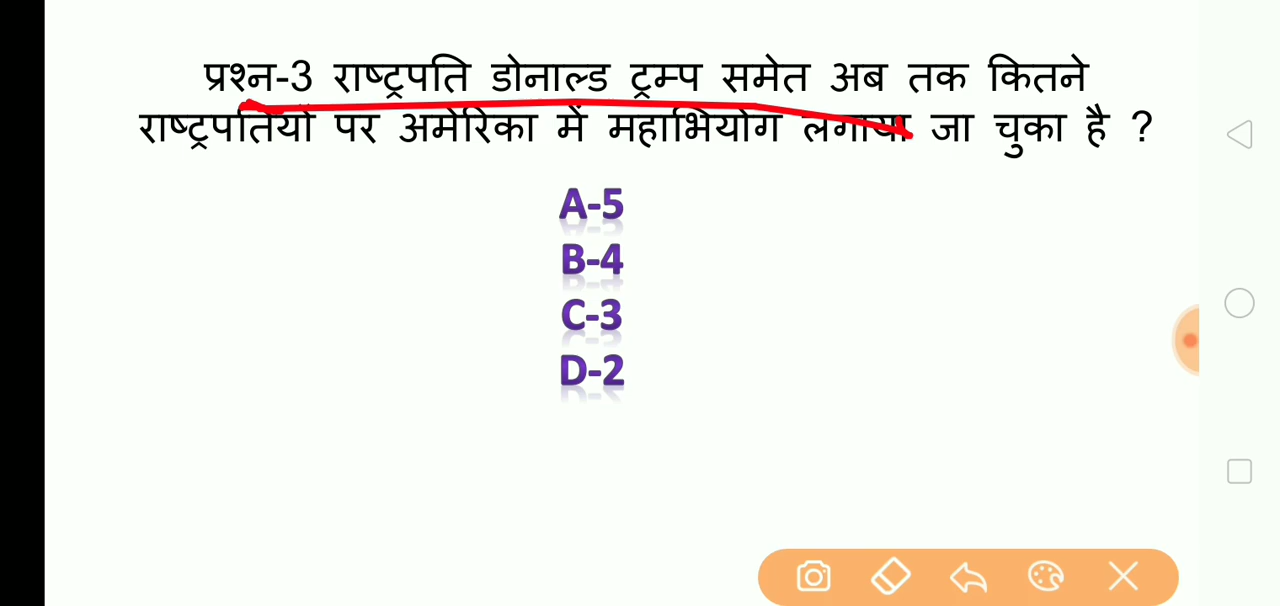 प्रश्न-3 राष्ट्रपति डोनाल्ड ट्रम्प समेत अब तक कितने
राष्ट्रपतियों पर अमेरिका में महाभियोग लगाया जा चुका है ?
A-5
B-4
C-3
D-2